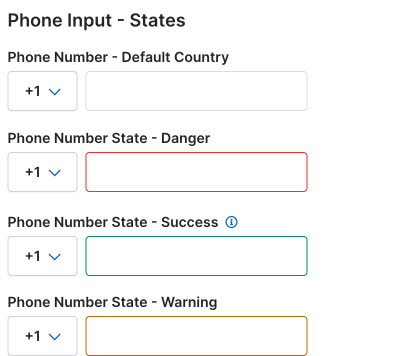 Phone Input - States
Phone Number - Default Country
+1
Phone Number State - Danger
+1
Phone Number State - Success
+1
Phone Number State - Warning
+1